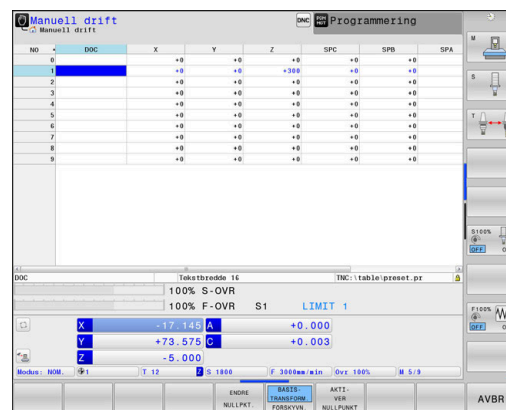 Manuell drift
Manuell drift
DNC
Programmering
NO DOC X Y Z SPC SPB SPA
0 +0 +0 +0 +0 +0
1 +0 +0 +300 +0 +0
2 +0 +0 +0 +0 +0
3 +0 +0 +0 +0 +0
4 +0 +0 +0 +0 +0
5 +0 +0 +0 +0 +0
6 +0 +0 +0 +0 +0
7 +0 +0 +0 +0 +0
8 +0 +0 +0 +0 +0
9 +0 +0 +0 +0 +0
DOC Tekstbredde 16 TNC:\table\preset.pr
100% S-OVR
100% F-OVR S1 LIMIT 1
X -17.145 A +0.000
Y +73.575 C +0.003
Z -5.000
Modus: NOM. 1 T 12 Z S 1800 F 3000mm/min Ovr 100% M 5/9
ENDRE
NULLPKT.
BASIS-
TRANSFORM.
FORSKYVN.
AKTI-
VER
NULLPUNKT
AVBR
M
S
T
S100%
OFF
F100%
OFF